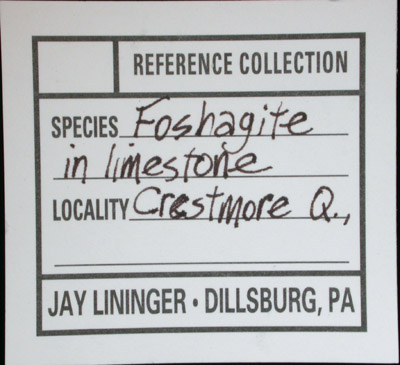 REFERENCE COLLECTION
SPECIES Foshagite
in limestone
LOCALITY Crestmore Q.,
JAY LININGER • DILLSBURG, PA